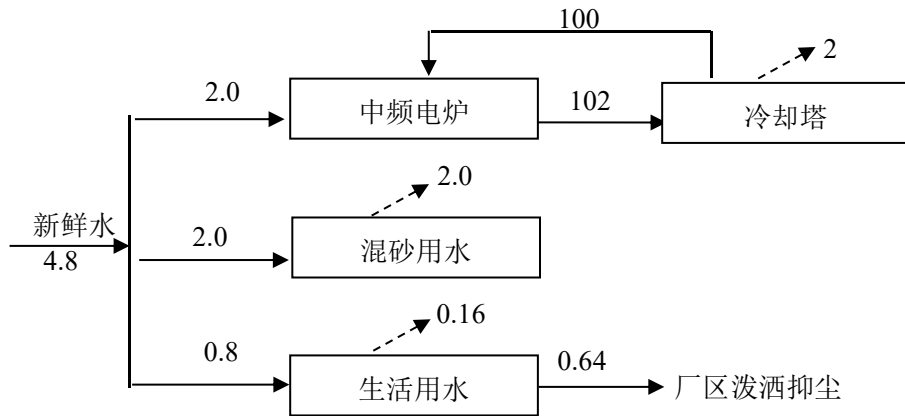 100
2
2.0
中频电炉
102
冷却塔
2.0
新鲜水
4.8
2.0
混砂用水
0.16
0.8
生活用水
0.64
厂区泼洒抑尘